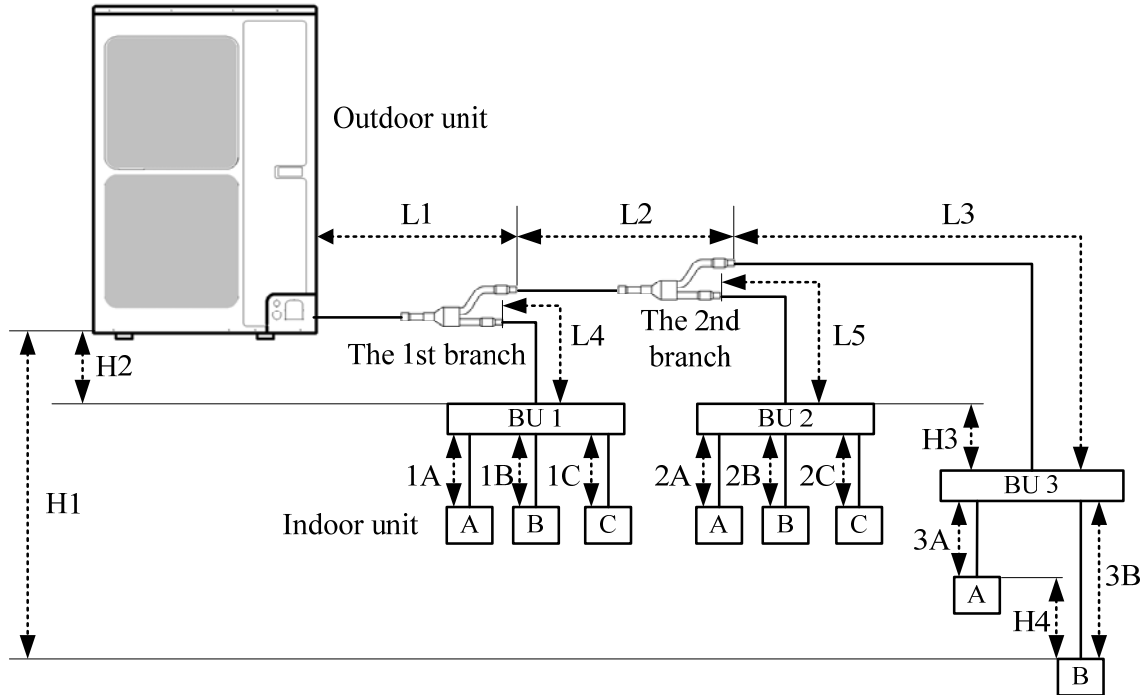 Outdoor unit
L1
L2
L3
The 1st branch
L4
The 2nd
branch
L5
H2
BU 1
BU 2
H3
BU 3
1A
1B
1C
2A
2B
2C
H1
Indoor unit
A
B
C
A
B
C
3A
3B
A
H4
B